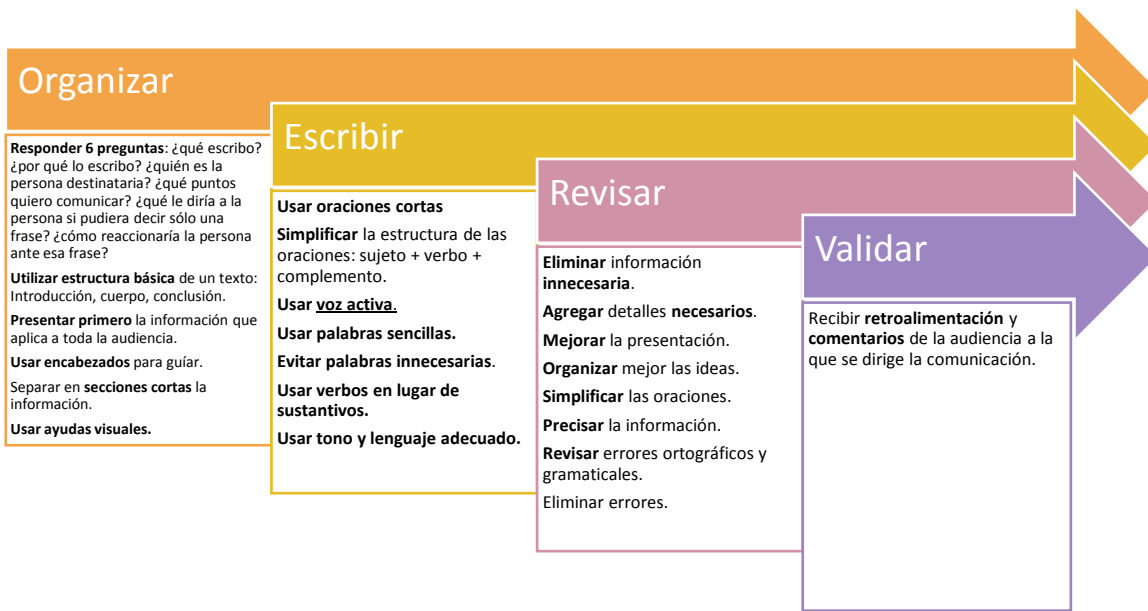 Organizar
Responder 6 preguntas: ¿qué escribo?
¿por qué lo escribo? ¿quién es la
persona destinataria? ¿qué puntos
quiero comunicar? ¿qué le diría a la
persona si pudiera decir sólo una
frase? ¿cómo reaccionaría la persona
ante esa frase?
Utilizar estructura básica de un texto:
Introducción, cuerpo, conclusión.
Presentar primero la información que
aplica a toda la audiencia.
Usar encabezados para guíar.
Separar en secciones cortas la
información.
Usar ayudas visuales.
Escribir
Usar oraciones cortas
Simplificar la estructura de las
oraciones: sujeto + verbo +
complemento.
Usar voz activa.
Usar palabras sencillas.
Evitar palabras innecesarias.
Usar verbos en lugar de
sustantivos.
Usar tono y lenguaje adecuado.
Revisar
Eliminar información
innecesaria.
Agregar detalles necesarios.
Mejorar la presentación.
Organizar mejor las ideas.
Simplificar las oraciones.
Precisar la información.
Revisar errores ortográficos y
gramaticales.
Eliminar errores.
Validar
Recibir retroalimentación y
comentarios de la audiencia a la
que se dirige la comunicación.